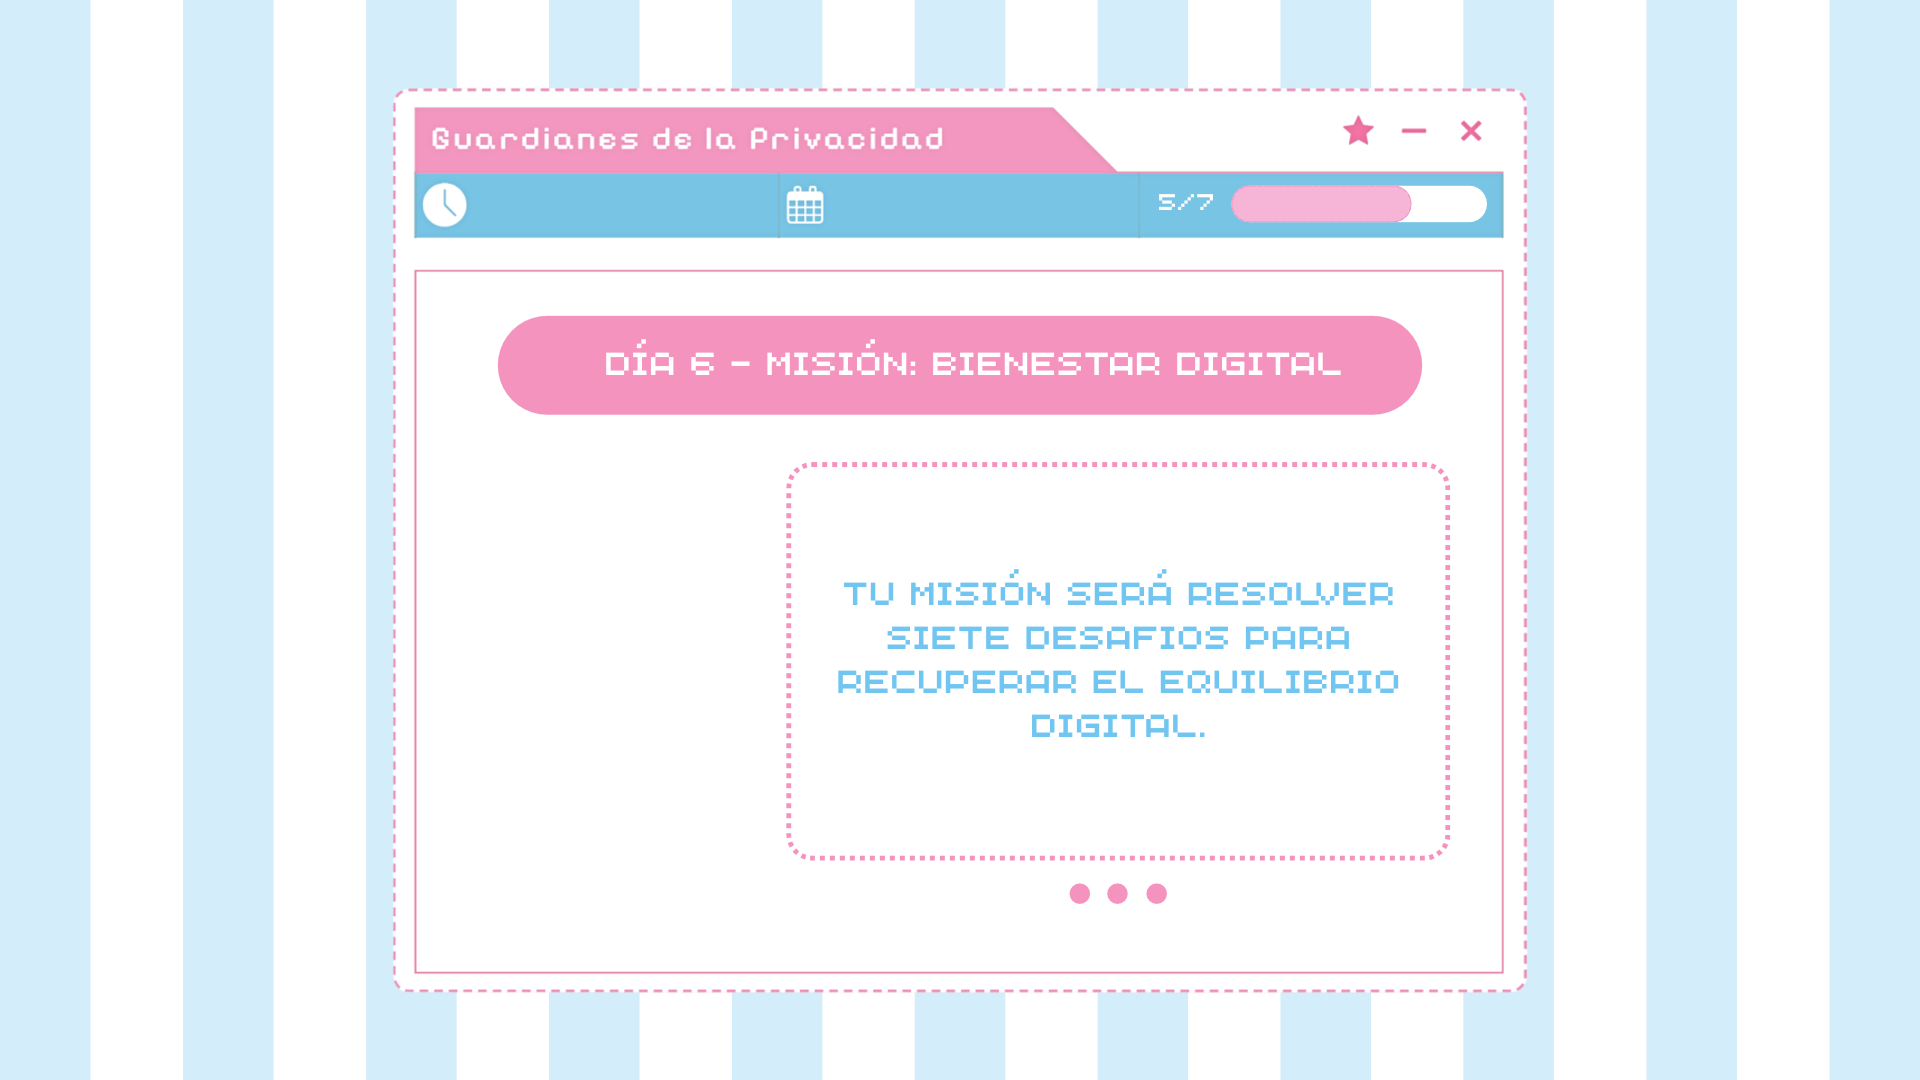 Guardianes de la Privacidad
5/7
DÍA 6 - MISIÓN: BIENESTAR DIGITAL
TU MISIÓN SERÁ RESOLVER
SIETE DESAFIOS PARA
RECUPERAR EL EQUILIBRIO
DIGITAL.